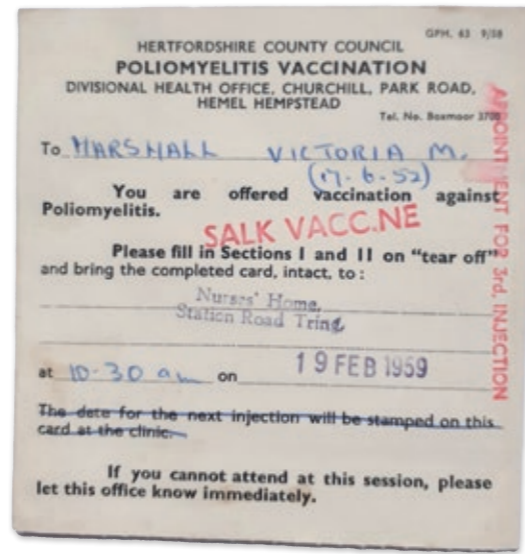 GPH. 63 9/58
HERTFORDSHIRE COUNTY COUNCIL
POLIOMYELITIS VACCINATION
DIVISIONAL HEALTH OFFICE, CHURCHILL, PARK ROAD,
HEMEL HEMPSTEAD
Tel. No. Boxmoor 3700
To MARSHALL VICTORIA M.
(17.6.52)
You are offered vaccination against
Poliomyelitis.
SALK VACC.NE
Please fill in Sections I and II on "tear off"
and bring the completed card, intact, to :
Nurses' Home,
Station Road Tring.
at 10-30 am on 19 FEB 1959
The date for the next injection will be stamped on this
card at the clinic.
If you cannot attend at this session, please
let this office know immediately.
APPOINTMENT FOR 3rd. INJECTION